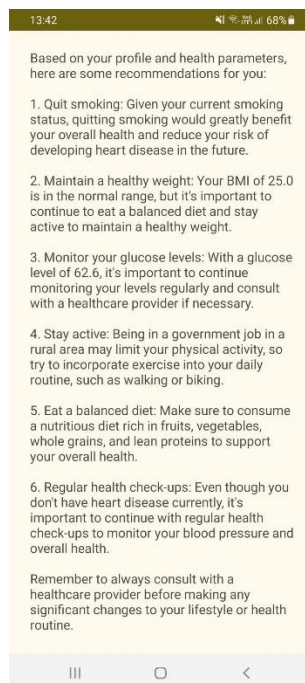 13:42
68%
Based on your profile and health parameters,
here are some recommendations for you:
1. Quit smoking: Given your current smoking
status, quitting smoking would greatly benefit
your overall health and reduce your risk of
developing heart disease in the future.
2. Maintain a healthy weight: Your BMI of 25.0
is in the normal range, but it's important to
continue to eat a balanced diet and stay
active to maintain a healthy weight.
3. Monitor your glucose levels: With a glucose
level of 62.6, it's important to continue
monitoring your levels regularly and consult
with a healthcare provider if necessary.
4. Stay active: Being in a government job in a
rural area may limit your physical activity, so
try to incorporate exercise into your daily
routine, such as walking or biking.
5. Eat a balanced diet: Make sure to consume
a nutritious diet rich in fruits, vegetables,
whole grains, and lean proteins to support
your overall health.
6. Regular health check-ups: Even though you
don't have heart disease currently, it's
important to continue with regular health
check-ups to monitor your blood pressure and
overall health.
Remember to always consult with a
healthcare provider before making any
significant changes to your lifestyle or health
routine.